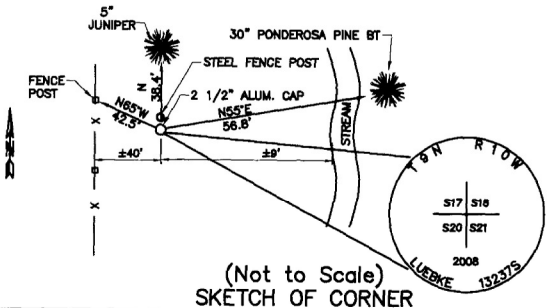 5"
JUNIPER
30" PONDEROSA PINE BT
STEEL FENCE POST
FENCE
POST
N
38.4'
2 1/2" ALUM. CAP
N65°W
42.5'
N55°E
56.8'
STREAM
±40'
±9'
X
X
T9N R10W
S17 S16
S20 S21
2008
LUEBKE 13237S
(Not to Scale)
SKETCH OF CORNER